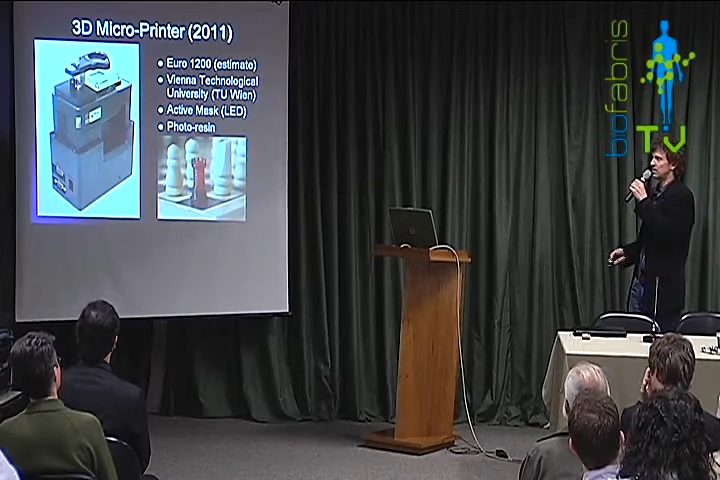 3D Micro-Printer (2011)
● Euro 1200 (estimate)
● Vienna Technological
University (TU Wien)
● Active Mask (LED)
● Photo-resin
biofabris
TV